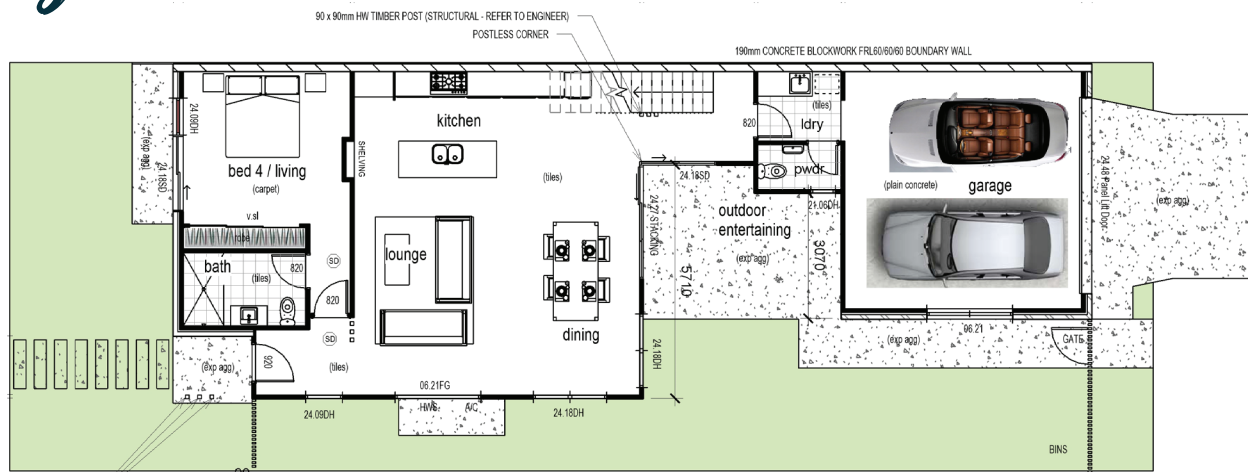 90 x 90mm HW TIMBER POST (STRUCTURAL - REFER TO ENGINEER)
POSTLESS CORNER
190mm CONCRETE BLOCKWORK FRL60/60/60 BOUNDARY WALL
24.09DH
(exp agg)
24.18SD
bed 4 / living
(carpet)
v.sl
robe
SHELVING
kitchen
(tiles)
820
ldry
(tiles)
pwdr
21.06DH
24.18SD
24.27 STACKING
outdoor
entertaining
(exp agg)
5710
3070
(plain concrete)
garage
24.48 Panel Lift Door
(exp agg)
bath
(tiles)
820
SD
820
lounge
dining
SD
(tiles)
920
(exp agg)
24.18DH
06.21
(exp agg)
GATE
06.21FG
24.09DH
HWS
A/C
24.18DH
BINS